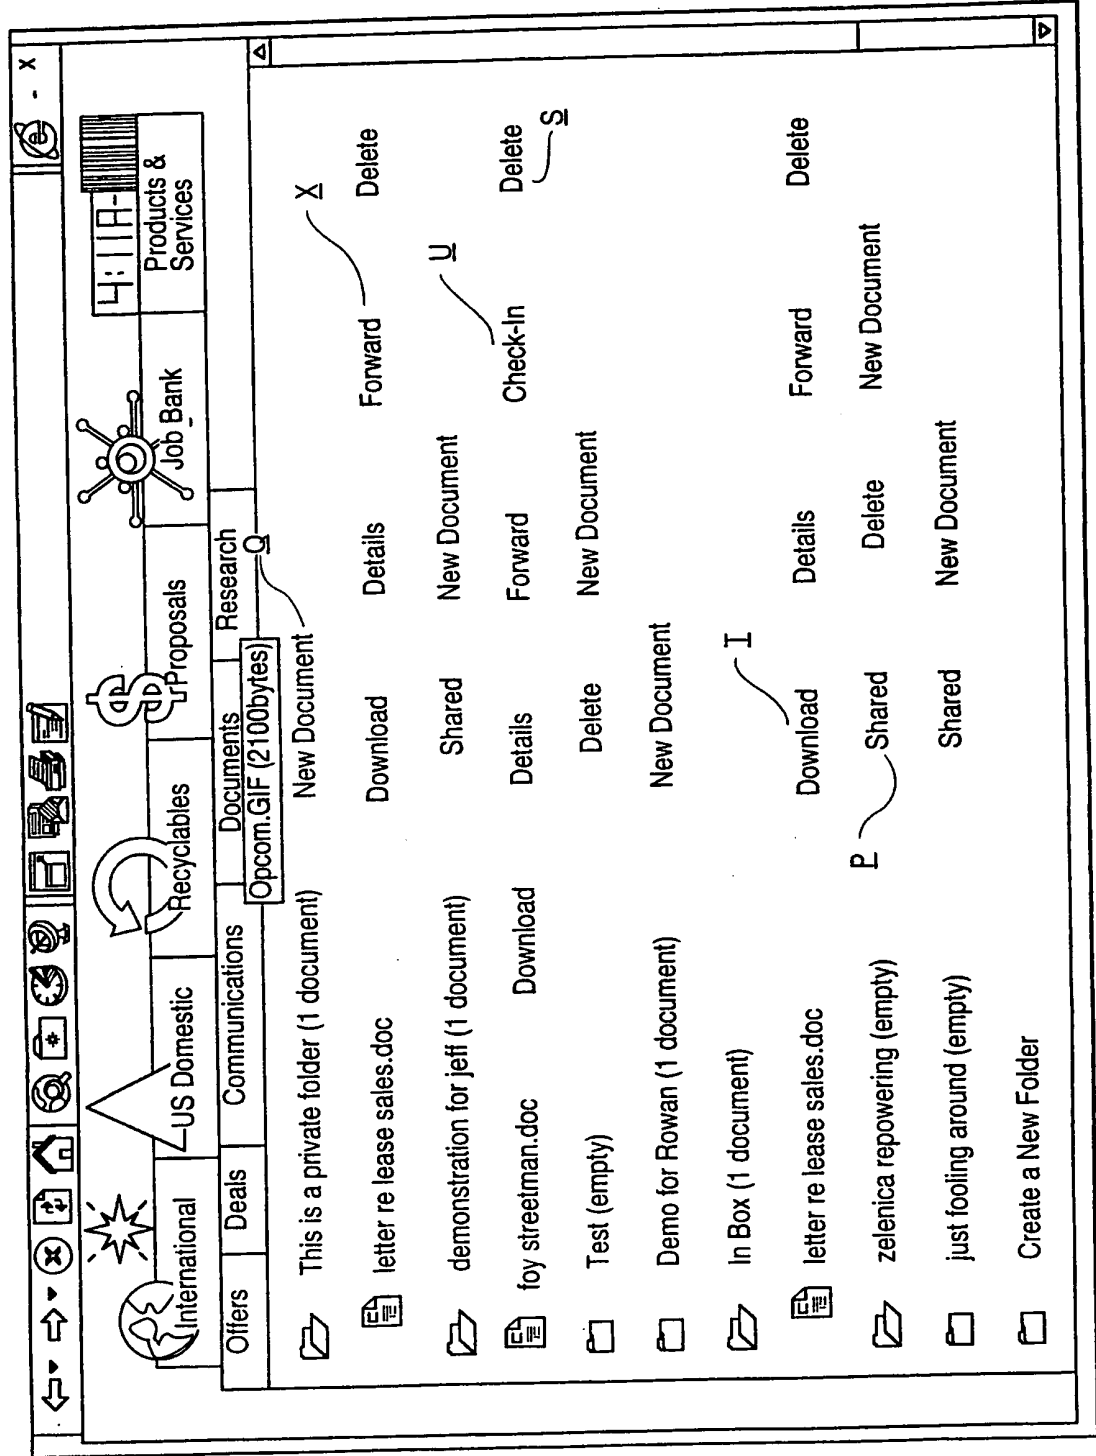 - X
4:11A-
International US Domestic Recyclables Proposals Job Bank Products &
Services
Offers Deals Communications Documents Research
Opcom.GIF (2100bytes)
Q
This is a private folder (1 document) New Document
X
letter re lease sales.doc Download Details Forward Delete
U
demonstration for jeff (1 document) Shared New Document
foy streetman.doc Download Details Forward Check-In Delete
S
Test (empty) Delete New Document
Demo for Rowan (1 document) New Document
I
In Box (1 document)
letter re lease sales.doc Download Details Forward Delete
P
zelenica repowering (empty) Shared Delete New Document
just fooling around (empty) Shared New Document
Create a New Folder